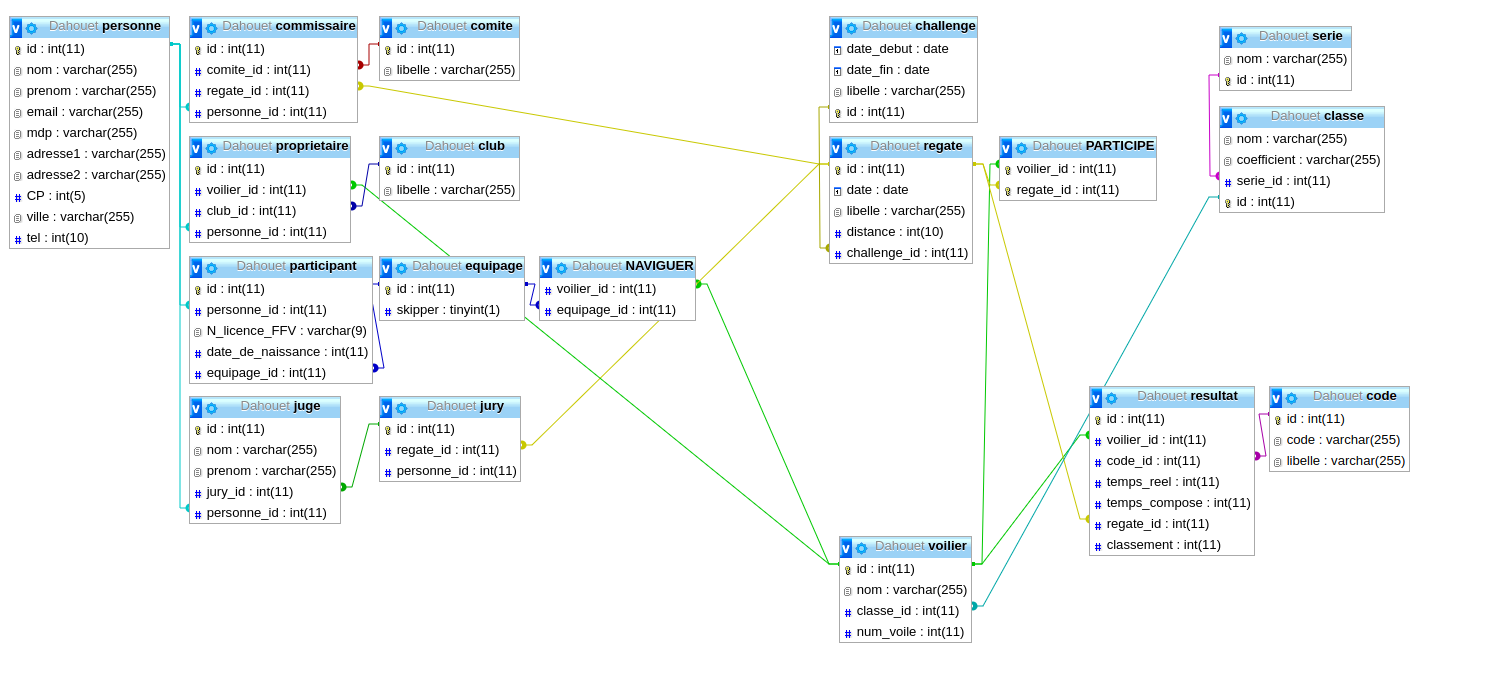 v Dahouet personne
id : int(11)
nom : varchar(255)
prenom : varchar(255)
email : varchar(255)
mdp : varchar(255)
adresse1 : varchar(255)
adresse2 : varchar(255)
# CP : int(5)
ville : varchar(255)
# tel : int(10)
v Dahouet commissaire
id : int(11)
# comite_id : int(11)
# regate_id : int(11)
# personne_id : int(11)
v Dahouet comite
id : int(11)
libelle : varchar(255)
v Dahouet proprietaire
id : int(11)
# voilier_id : int(11)
# club_id : int(11)
# personne_id : int(11)
v Dahouet club
id : int(11)
libelle : varchar(255)
v Dahouet participant
id : int(11)
# personne_id : int(11)
N_licence_FFV : varchar(9)
# date_de_naissance : int(11)
# equipage_id : int(11)
v Dahouet equipage
id : int(11)
# skipper : tinyint(1)
v Dahouet NAVIGUER
# voilier_id : int(11)
# equipage_id : int(11)
v Dahouet juge
id : int(11)
nom : varchar(255)
prenom : varchar(255)
# jury_id : int(11)
# personne_id : int(11)
v Dahouet jury
id : int(11)
# regate_id : int(11)
# personne_id : int(11)
v Dahouet challenge
date_debut : date
date_fin : date
libelle : varchar(255)
id : int(11)
v Dahouet regate
id : int(11)
date : date
libelle : varchar(255)
# distance : int(10)
# challenge_id : int(11)
v Dahouet PARTICIPE
voilier_id : int(11)
regate_id : int(11)
v Dahouet serie
nom : varchar(255)
id : int(11)
v Dahouet classe
nom : varchar(255)
coefficient : varchar(255)
# serie_id : int(11)
id : int(11)
v Dahouet resultat
id : int(11)
# voilier_id : int(11)
# code_id : int(11)
# temps_reel : int(11)
# temps_compose : int(11)
# regate_id : int(11)
# classement : int(11)
v Dahouet code
id : int(11)
code : varchar(255)
libelle : varchar(255)
v Dahouet voilier
id : int(11)
nom : varchar(255)
# classe_id : int(11)
# num_voile : int(11)